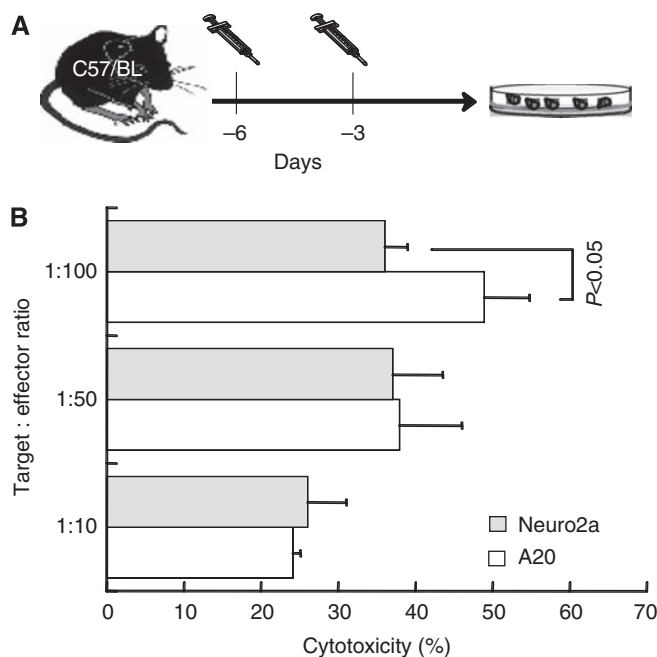 A
C57/BL
–6
–3
Days
B
1:100
1:50
1:10
Target : effector ratio
P<0.05
Neuro2a
A20
0 10 20 30 40 50 60 70
Cytotoxicity (%)